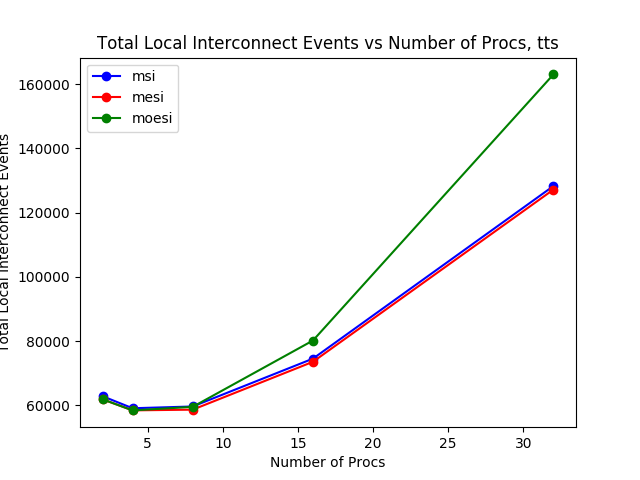 Total Local Interconnect Events vs Number of Procs, tts
msi
mesi
moesi
160000
140000
120000
100000
80000
60000
Total Local Interconnect Events
5 10 15 20 25 30
Number of Procs